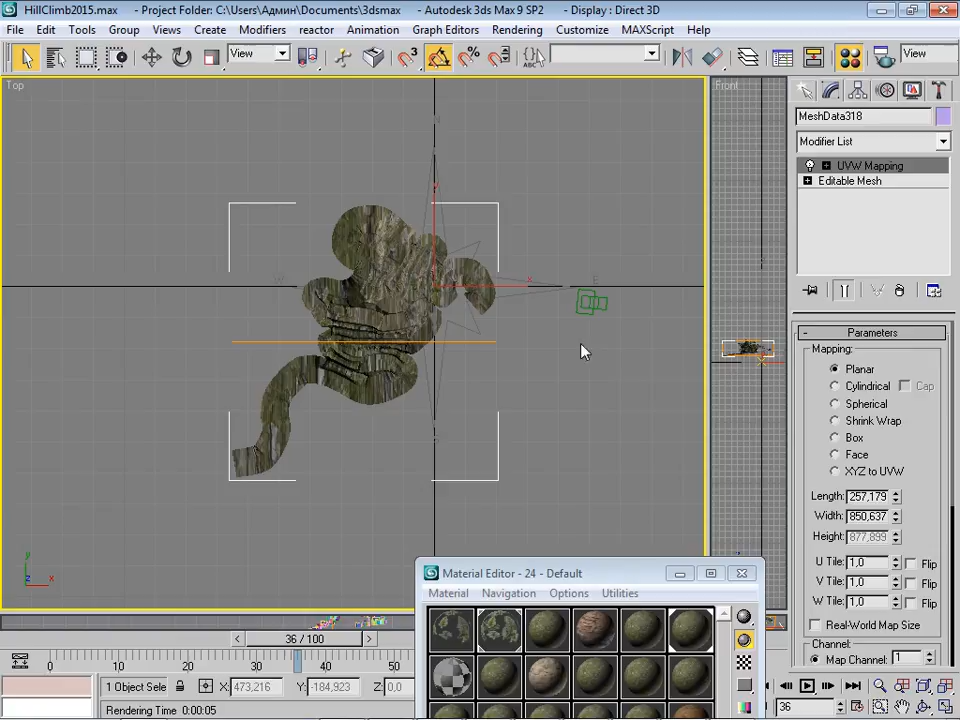 HillClimb2015.max - Project Folder: C:\Users\Админ\Documents\3dsmax - Autodesk 3ds Max 9 SP2 - Display : Direct 3D
File Edit Tools Group Views Create Modifiers reactor Animation Graph Editors Rendering Customize MAXScript Help
View
3
View
Top
Front
y
x
E
y
z
x
MeshData318
Modifier List
UVW Mapping
Editable Mesh
Parameters
Mapping:
Planar
Cylindrical Cap
Spherical
Shrink Wrap
Box
Face
XYZ to UVW
Length: 257,179
Width: 850,637
Height: 877,899
U Tile: 1,0 Flip
V Tile: 1,0 Flip
W Tile: 1,0 Flip
Real-World Map Size
Channel:
Map Channel: 1
Material Editor - 24 - Default
Material Navigation Options Utilities
36 / 100
0 10 20 30 40 50
1 Object Sele X: 473,216 Y: -184,923 Z: 0,0
Rendering Time 0:00:05
36